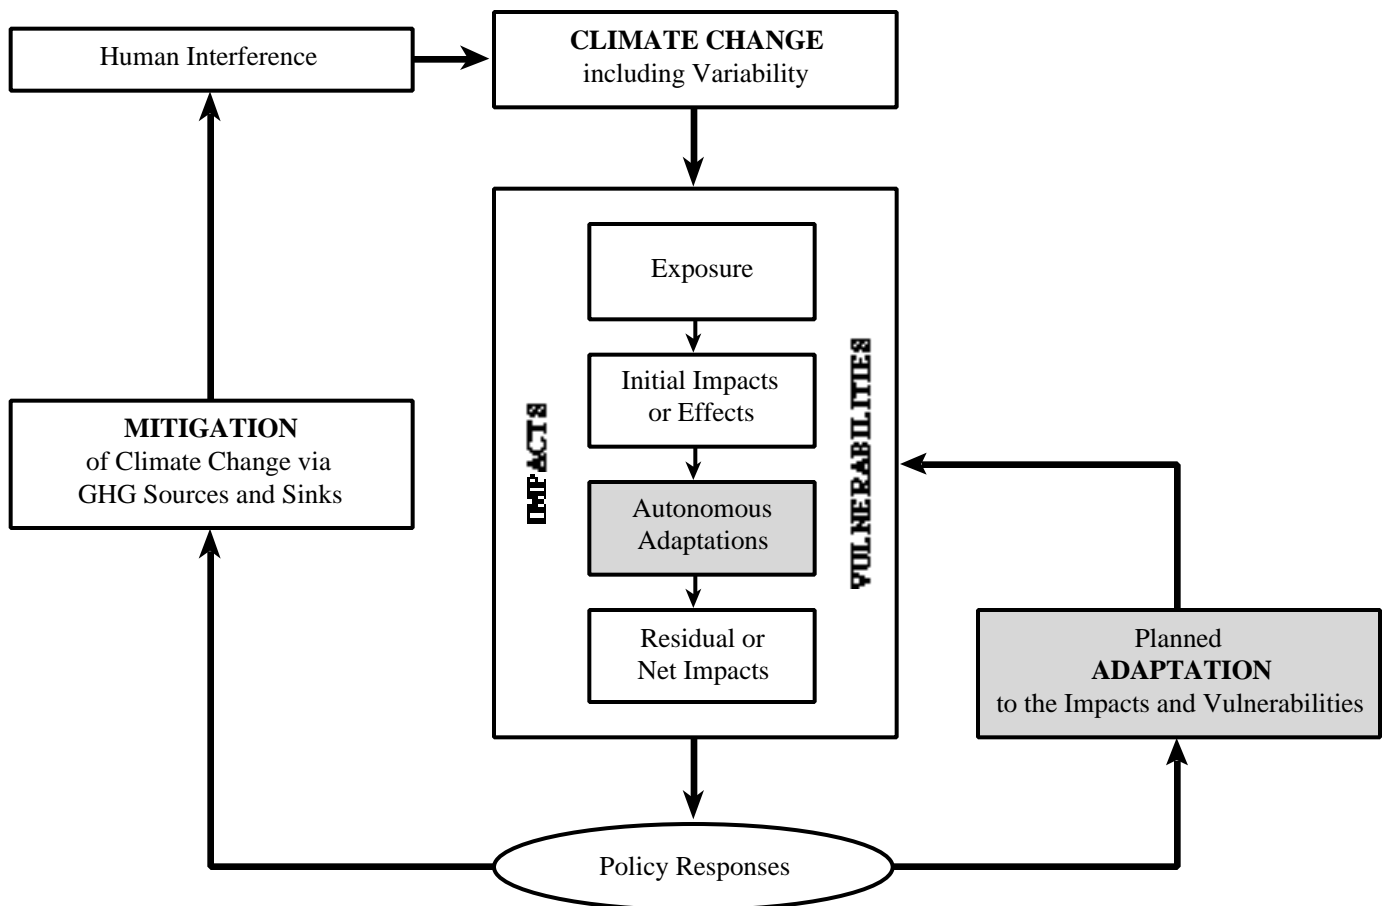 Human Interference
CLIMATE CHANGE
including Variability
Exposure
Initial Impacts
or Effects
IMPACTS
VULNERABILITIES
MITIGATION
of Climate Change via
GHG Sources and Sinks
Autonomous
Adaptations
Residual or
Net Impacts
Planned
ADAPTATION
to the Impacts and Vulnerabilities
Policy Responses